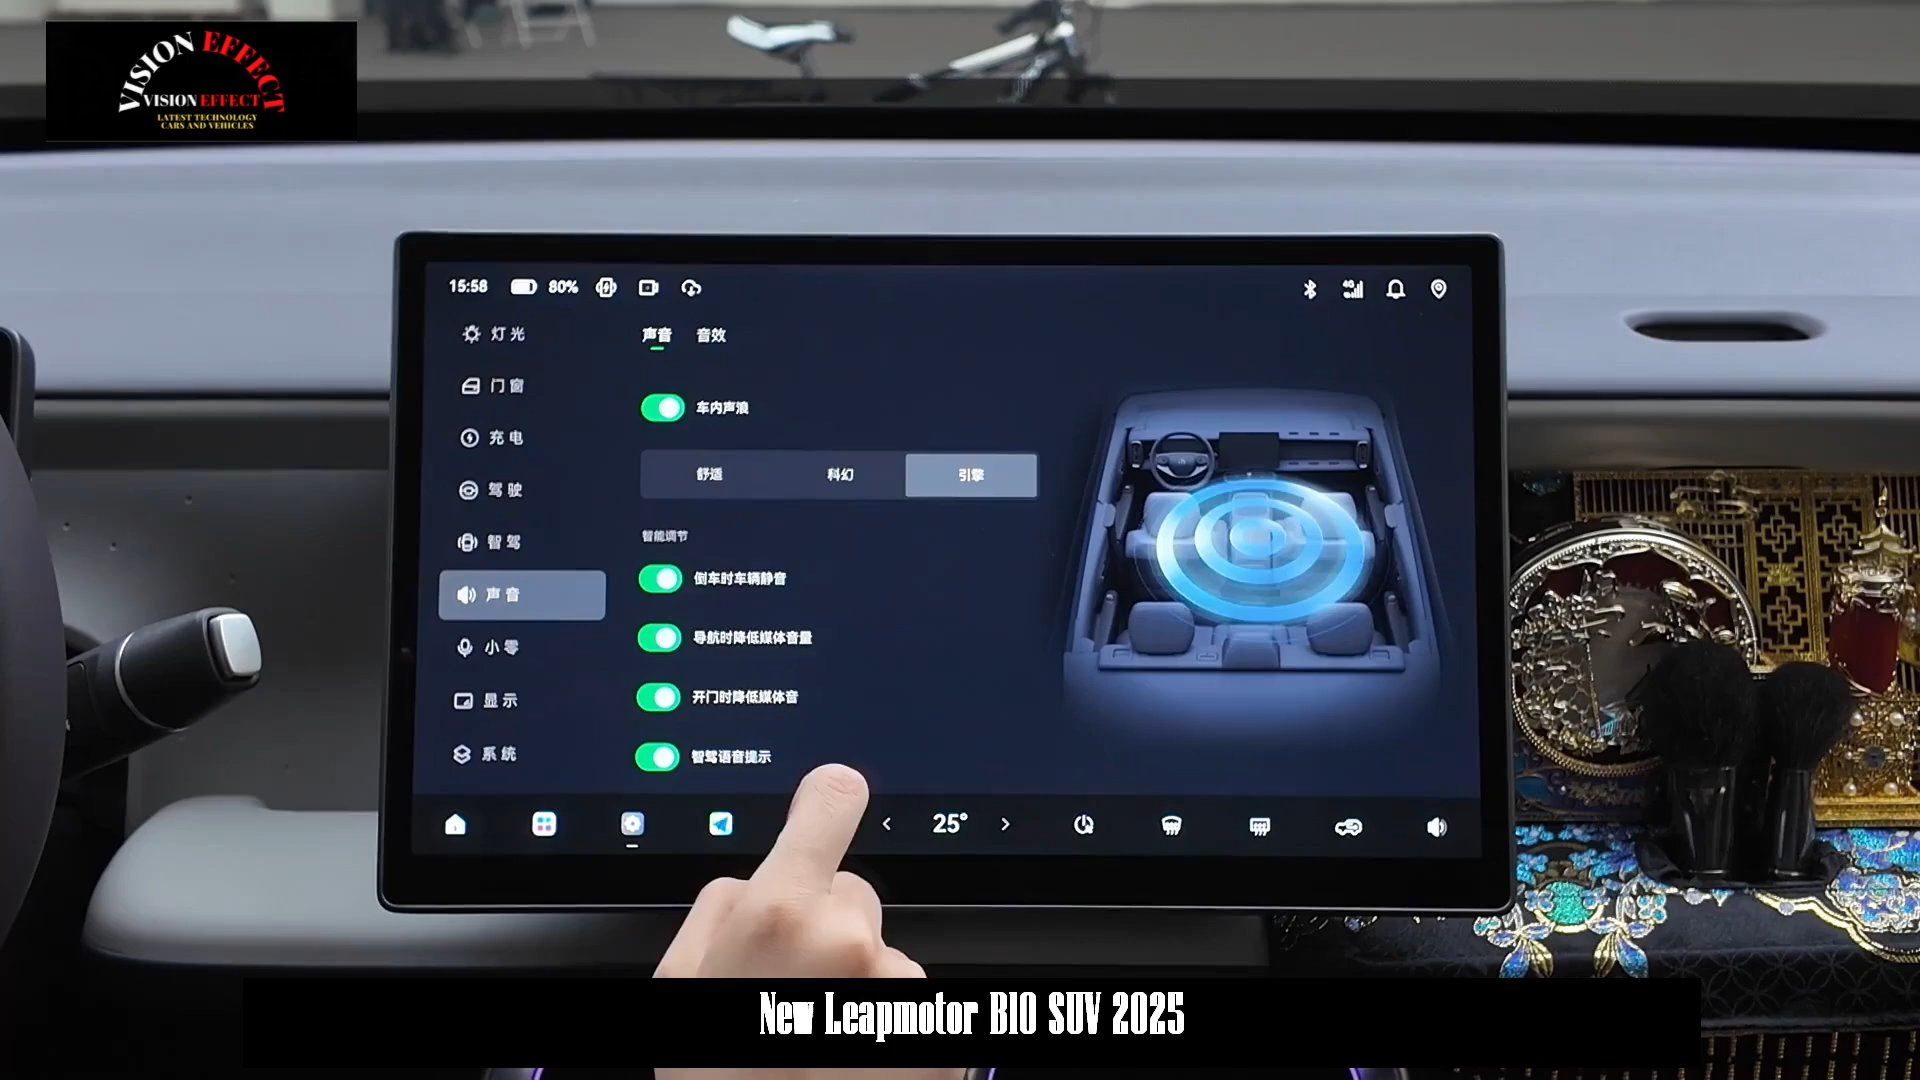 VISION EFFECT
VISION EFFECT
LATEST TECHNOLOGY
CARS AND VEHICLES
15:58 80% 4G
灯光
门窗
充电
驾驶
智驾
声音
小零
显示
系统
声音 音效
车内声浪
舒适 科幻 引擎
智能调节
倒车时车辆静音
导航时降低媒体音量
开门时降低媒体音
智驾语音提示
25°
New Leapmotor B10 SUV 2025